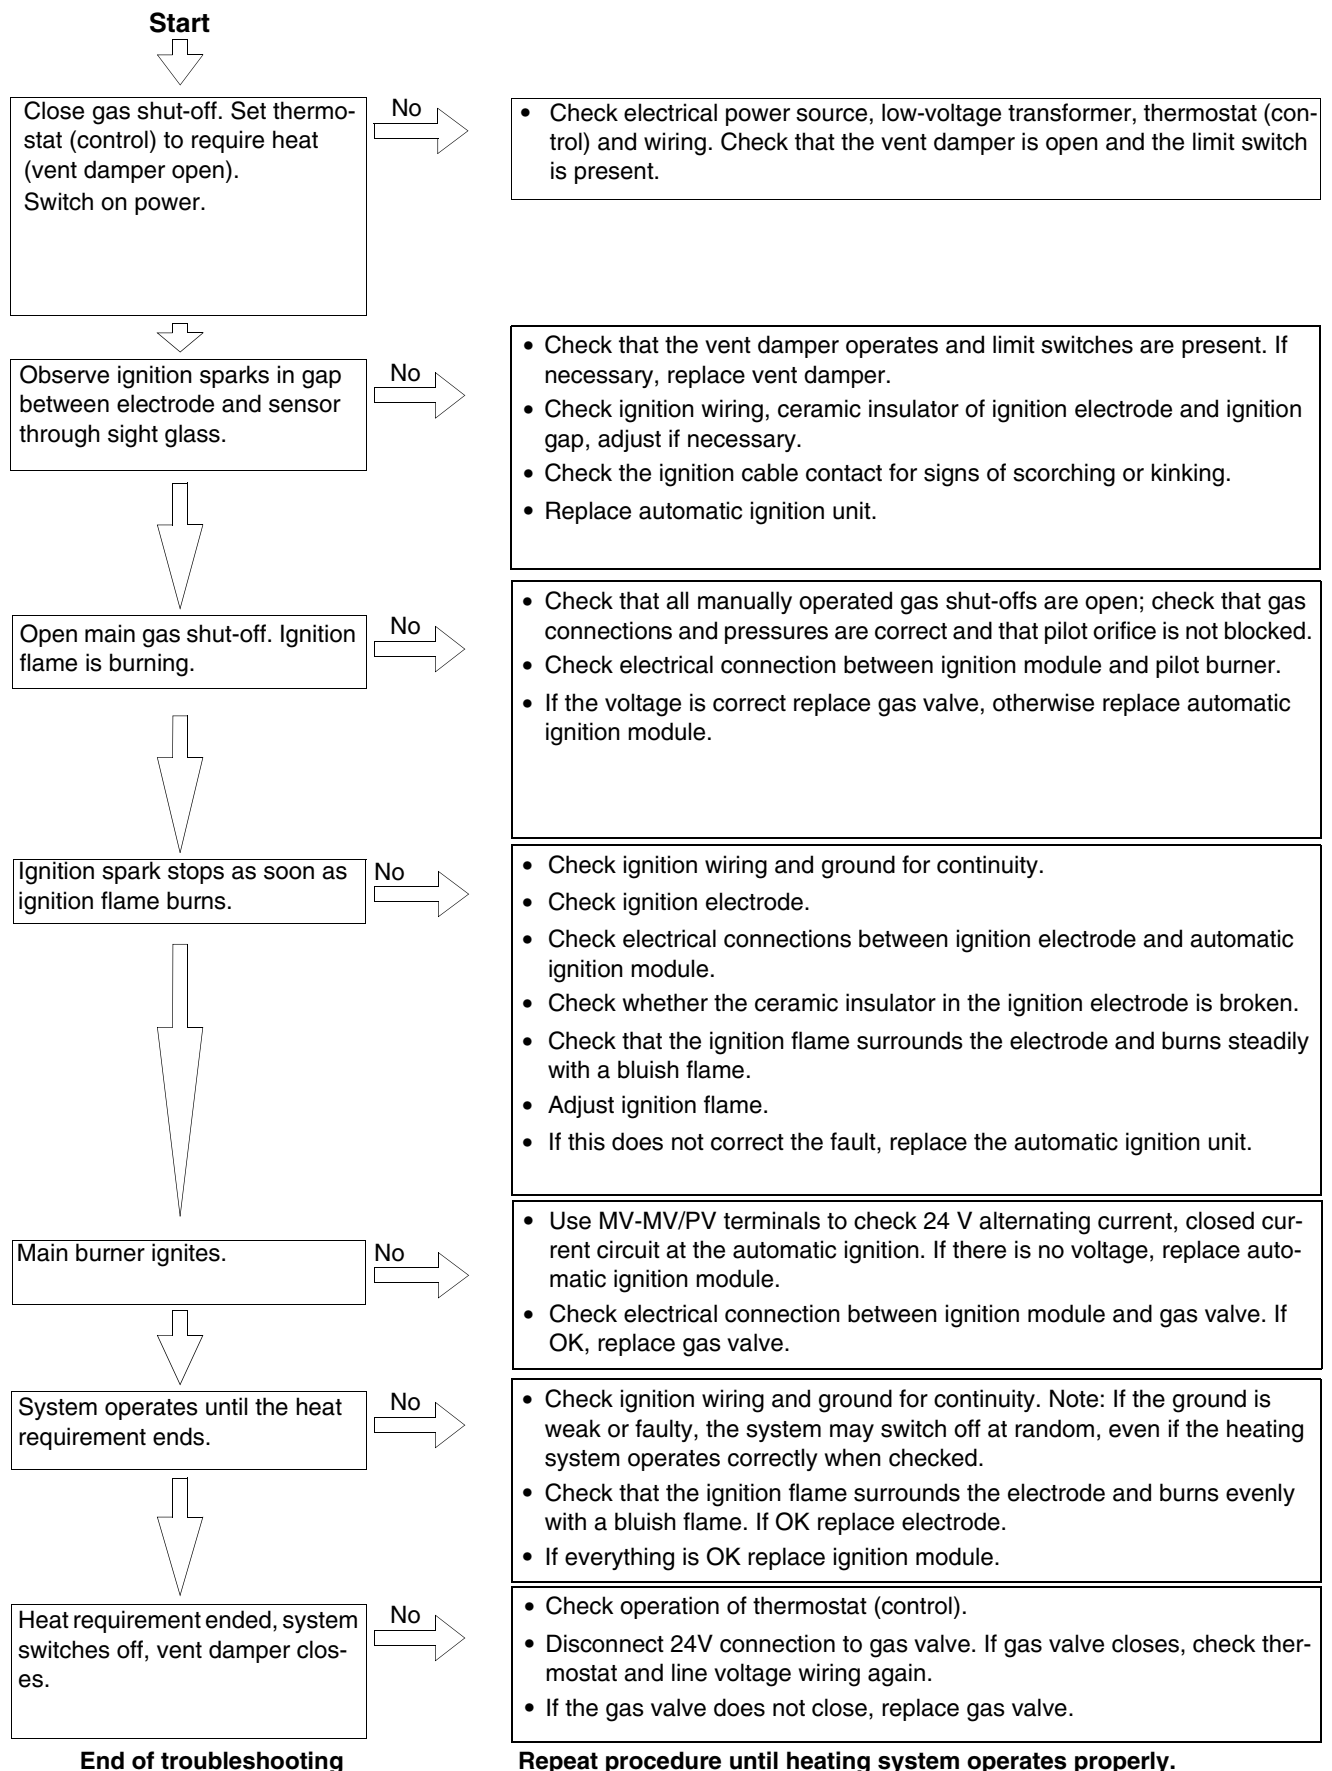 Start
Close gas shut-off. Set thermo-
stat (control) to require heat
(vent damper open).
Switch on power.
No
• Check electrical power source, low-voltage transformer, thermostat (con-
trol) and wiring. Check that the vent damper is open and the limit switch
is present.
Observe ignition sparks in gap
between electrode and sensor
through sight glass.
No
• Check that the vent damper operates and limit switches are present. If
necessary, replace vent damper.
• Check ignition wiring, ceramic insulator of ignition electrode and ignition
gap, adjust if necessary.
• Check the ignition cable contact for signs of scorching or kinking.
• Replace automatic ignition unit.
Open main gas shut-off. Ignition
flame is burning.
No
• Check that all manually operated gas shut-offs are open; check that gas
connections and pressures are correct and that pilot orifice is not blocked.
• Check electrical connection between ignition module and pilot burner.
• If the voltage is correct replace gas valve, otherwise replace automatic
ignition module.
Ignition spark stops as soon as
ignition flame burns.
No
• Check ignition wiring and ground for continuity.
• Check ignition electrode.
• Check electrical connections between ignition electrode and automatic
ignition module.
• Check whether the ceramic insulator in the ignition electrode is broken.
• Check that the ignition flame surrounds the electrode and burns steadily
with a bluish flame.
• Adjust ignition flame.
• If this does not correct the fault, replace the automatic ignition unit.
Main burner ignites.
No
• Use MV-MV/PV terminals to check 24 V alternating current, closed cur-
rent circuit at the automatic ignition. If there is no voltage, replace auto-
matic ignition module.
• Check electrical connection between ignition module and gas valve. If
OK, replace gas valve.
System operates until the heat
requirement ends.
No
• Check ignition wiring and ground for continuity. Note: If the ground is
weak or faulty, the system may switch off at random, even if the heating
system operates correctly when checked.
• Check that the ignition flame surrounds the electrode and burns evenly
with a bluish flame. If OK replace electrode.
• If everything is OK replace ignition module.
Heat requirement ended, system
switches off, vent damper clos-
es.
No
• Check operation of thermostat (control).
• Disconnect 24V connection to gas valve. If gas valve closes, check ther-
mostat and line voltage wiring again.
• If the gas valve does not close, replace gas valve.
End of troubleshooting
Repeat procedure until heating system operates properly.